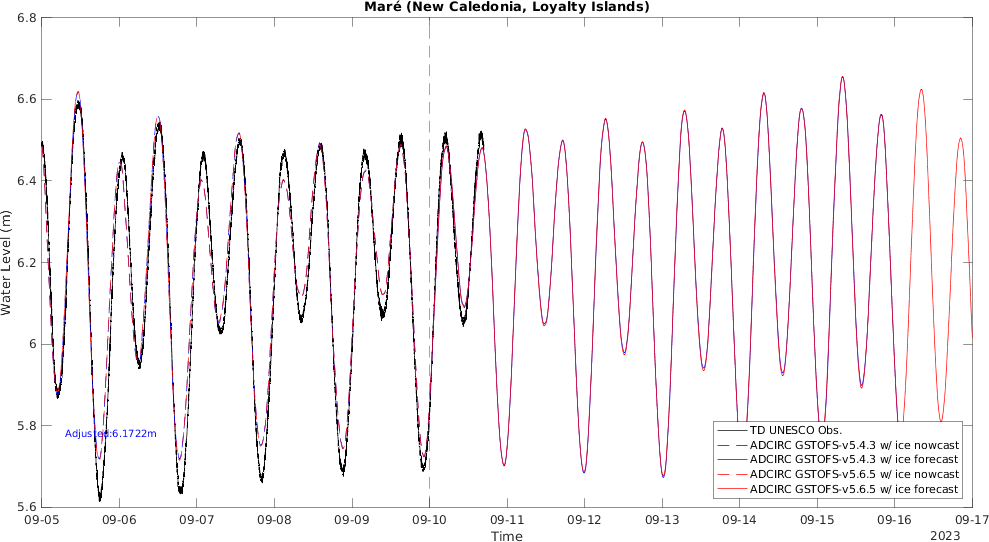 Maré (New Caledonia, Loyalty Islands)
6.8
6.6
6.4
6.2
6
5.8
5.6
Water Level (m)
Adjusted:6.1722m
TD UNESCO Obs.
ADCIRC GSTOFS-v5.4.3 w/ ice nowcast
ADCIRC GSTOFS-v5.4.3 w/ ice forecast
ADCIRC GSTOFS-v5.6.5 w/ ice nowcast
ADCIRC GSTOFS-v5.6.5 w/ ice forecast
09-05 09-06 09-07 09-08 09-09 09-10 09-11 09-12 09-13 09-14 09-15 09-16 09-17
Time
2023